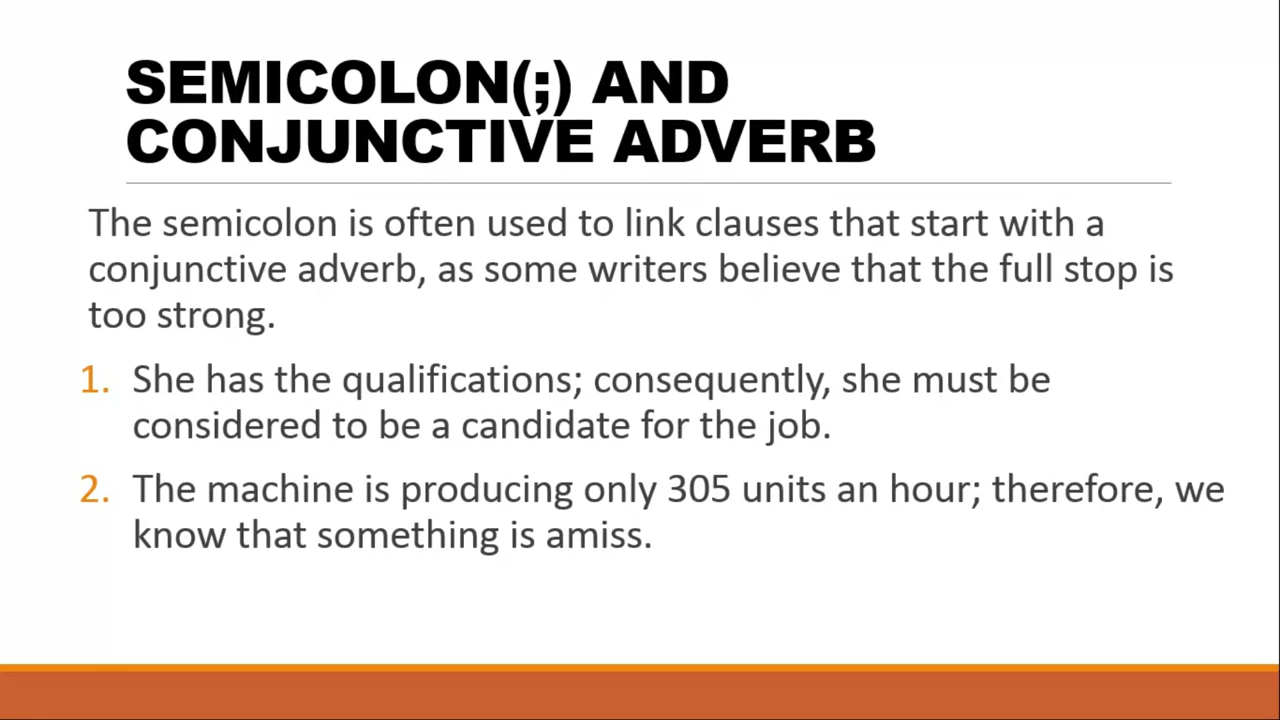 SEMICOLON(;) AND
CONJUNCTIVE ADVERB
The semicolon is often used to link clauses that start with a
conjunctive adverb, as some writers believe that the full stop is
too strong.
1. She has the qualifications; consequently, she must be
considered to be a candidate for the job.
2. The machine is producing only 305 units an hour; therefore, we
know that something is amiss.